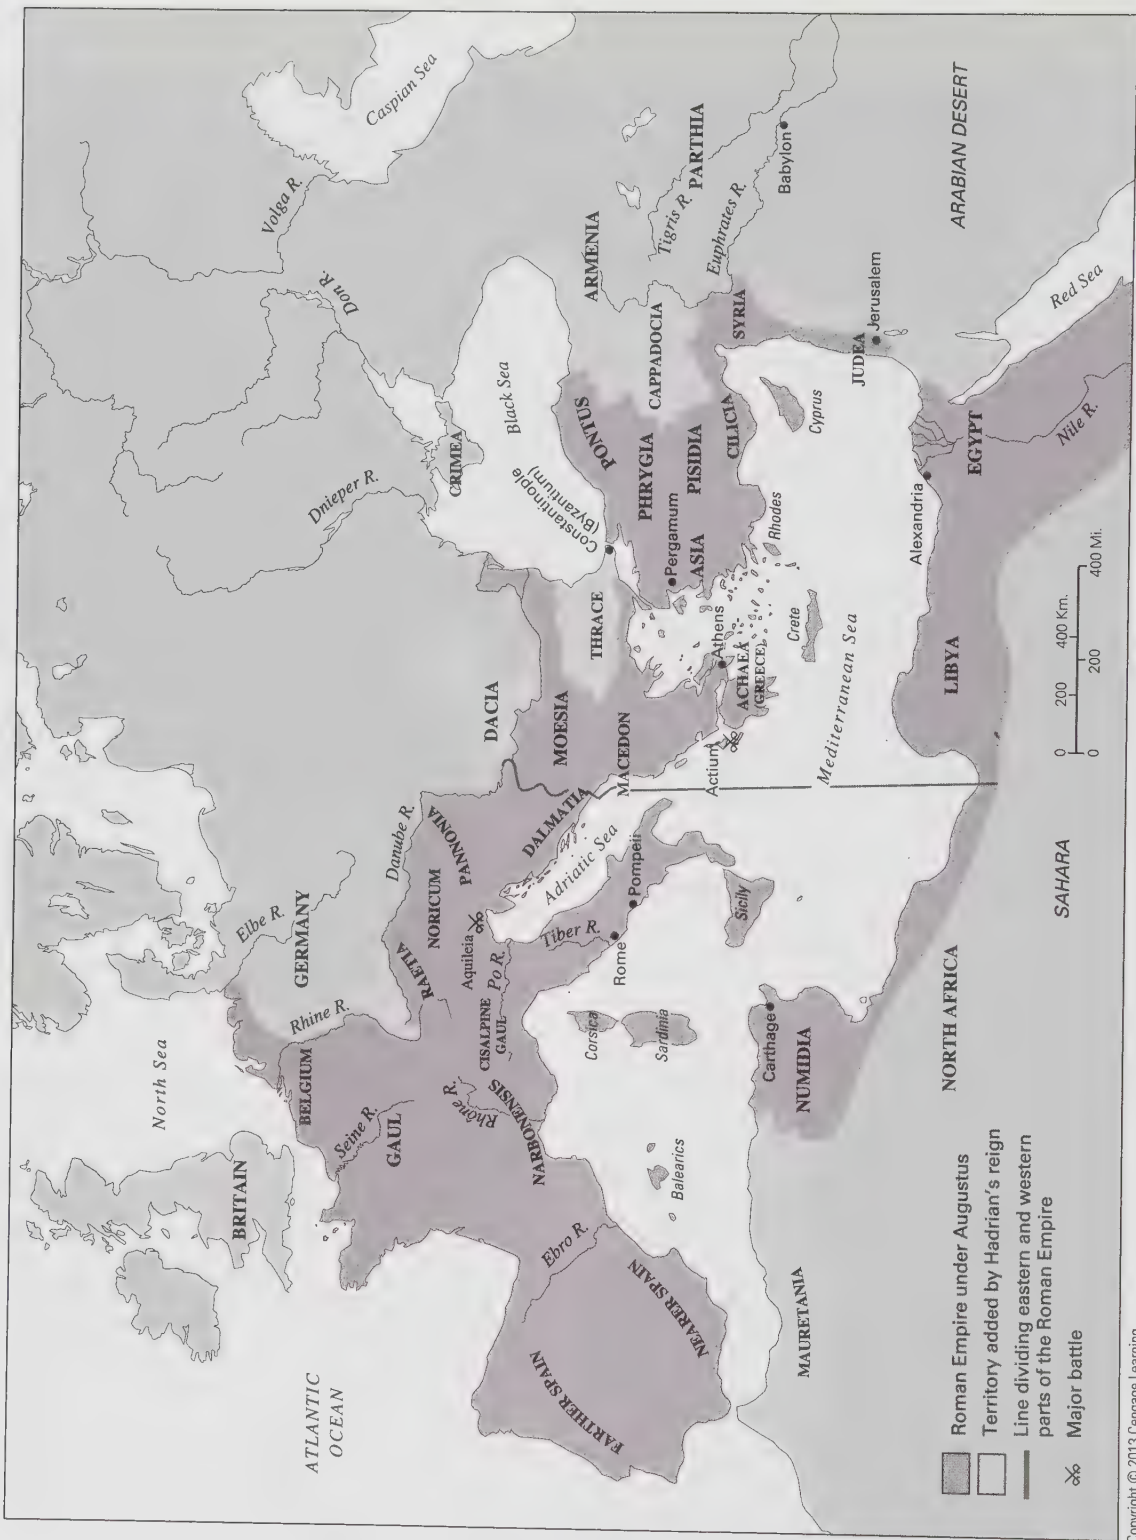 Caspian Sea
Volga R.
Don R.
Dnieper R.
North Sea
BRITAIN
ATLANTIC
OCEAN
Elbe R.
GERMANY
Rhine R.
BELGIUM
Seine R.
GAUL
Danube R.
RAETIA
NORICUM
PANNONIA
DACIA
CRIMEA
Black Sea
Constantinople
(Byzantium)
ARMENIA
PARTHIA
Tigris R.
Euphrates R.
Babylon
ARABIAN DESERT
CAPPADOCIA
PONTUS
PHRYGIA
PISIDIA
CILICIA
SYRIA
Pergamum
ASIA
THRACE
MOESIA
MACEDON
DALMATIA
Adriatic Sea
Aquileia
Po R.
CISALPINE
GAUL
Rhône R.
NARBONENSIS
Ebro R.
NEARER SPAIN
FARTHER SPAIN
Tiber R.
Rome
Pompeii
Corsica
Sardinia
Sicily
Balearics
Actium
ACHAEA
(GREECE)
Athens
Crete
Rhodes
Cyprus
JUDEA
Jerusalem
Red Sea
Mediterranean Sea
Alexandria
EGYPT
Nile R.
LIBYA
Carthage
NUMIDIA
MAURETANIA
NORTH AFRICA
SAHARA
0 200 400 Km.
0 200 400 Mi.
Roman Empire under Augustus
Territory added by Hadrian's reign
Line dividing eastern and western
parts of the Roman Empire
Major battle
Copyright © 2013 Cengage Learning